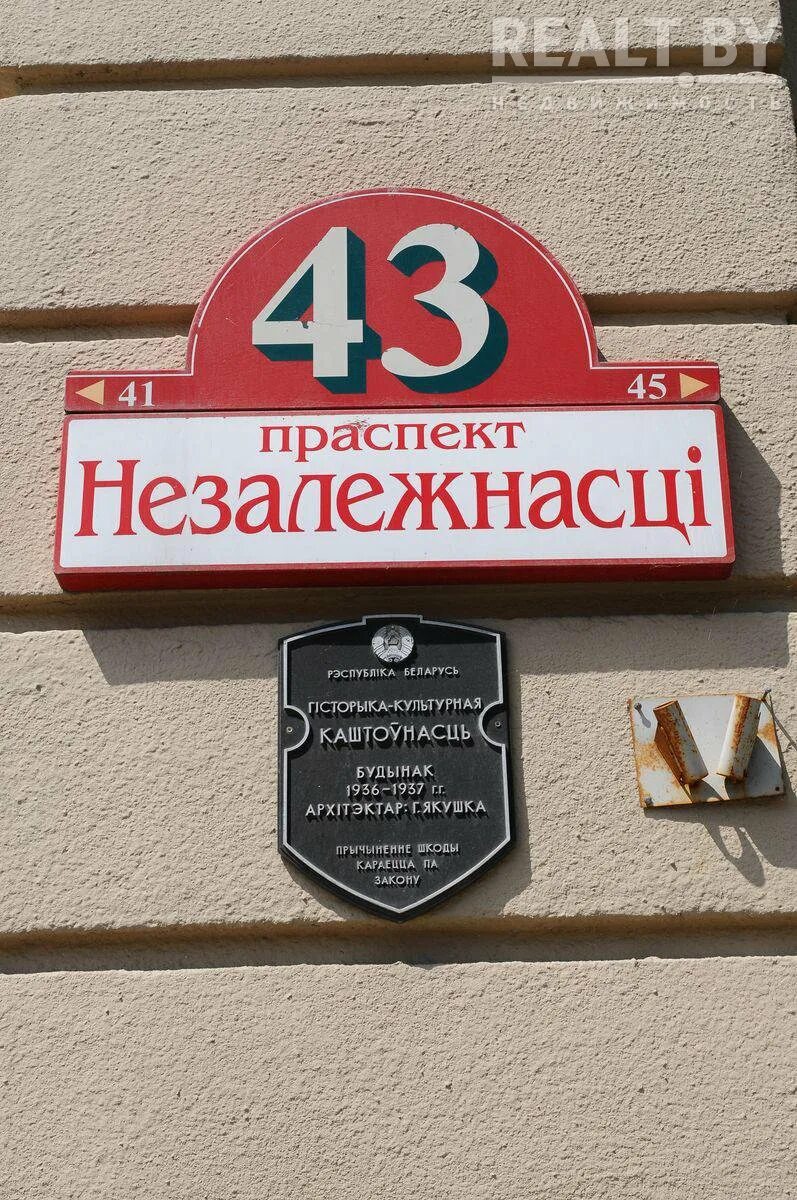 REALT.BY
НЕДВИЖИМОСТЬ
43
41 45
праспект
Незалежнасці
РЭСПУБЛІКА БЕЛАРУСЬ
ГІСТОРЫКА-КУЛЬТУРНАЯ
КАШТОЎНАСЦЬ
БУДЫНАК
1936–1937 гг.
АРХІТЭКТАР: Г.ЯКУШКА
ПРЫЧЫНЕННЕ ШКОДЫ
КАРАЕЦЦА ПА
ЗАКОНУ